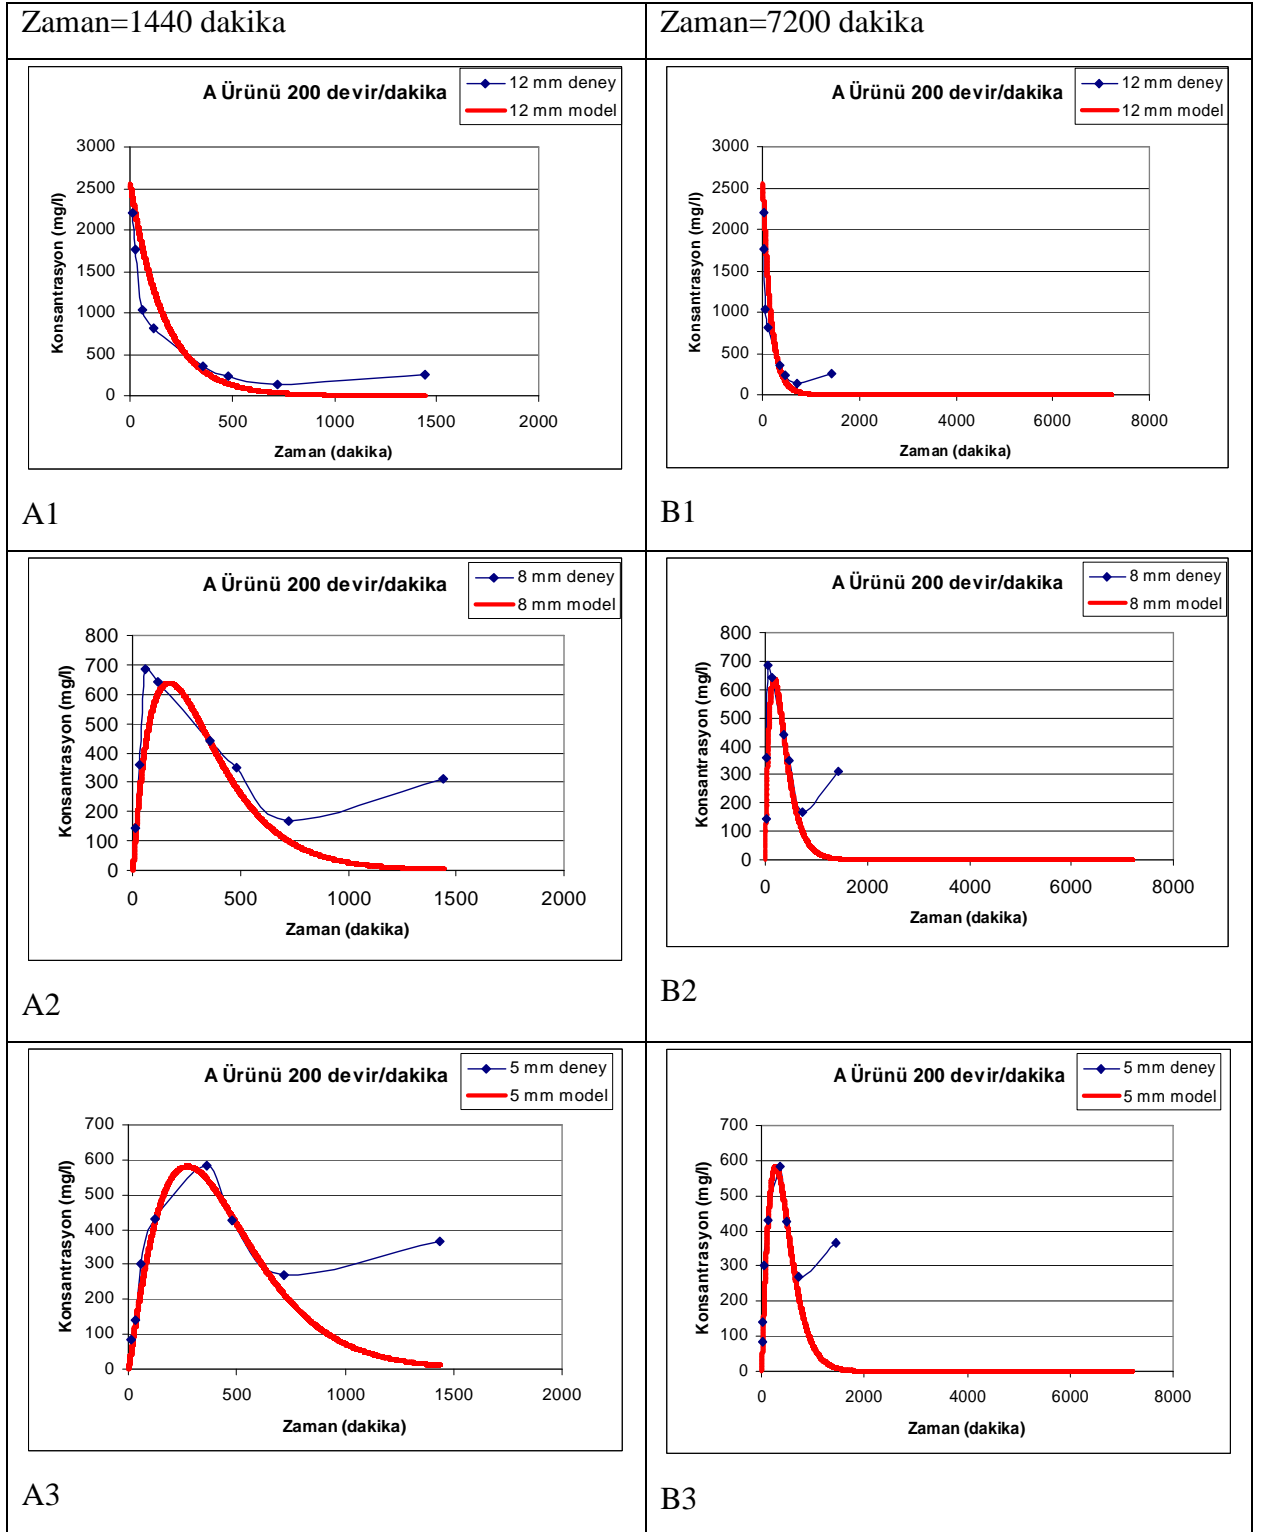 Zaman=1440 dakika
Zaman=7200 dakika
A Ürünü 200 devir/dakika
12 mm deney
12 mm model
3000
2500
2000
1500
1000
500
0
Konsantrasyon (mg/l)
0 500 1000 1500 2000
Zaman (dakika)
A1
A Ürünü 200 devir/dakika
12 mm deney
12 mm model
3000
2500
2000
1500
1000
500
0
Konsantrasyon (mg/l)
0 2000 4000 6000 8000
Zaman (dakika)
B1
A Ürünü 200 devir/dakika
8 mm deney
8 mm model
800
700
600
500
400
300
200
100
0
Konsantrasyon (mg/l)
0 500 1000 1500 2000
Zaman (dakika)
A2
A Ürünü 200 devir/dakika
8 mm deney
8 mm model
800
700
600
500
400
300
200
100
0
Konsantrasyon (mg/l)
0 2000 4000 6000 8000
Zaman (dakika)
B2
A Ürünü 200 devir/dakika
5 mm deney
5 mm model
700
600
500
400
300
200
100
0
Konsantrasyon (mg/l)
0 500 1000 1500 2000
Zaman (dakika)
A3
A Ürünü 200 devir/dakika
5 mm deney
5 mm model
700
600
500
400
300
200
100
0
Konsantrasyon (mg/l)
0 2000 4000 6000 8000
Zaman (dakika)
B3